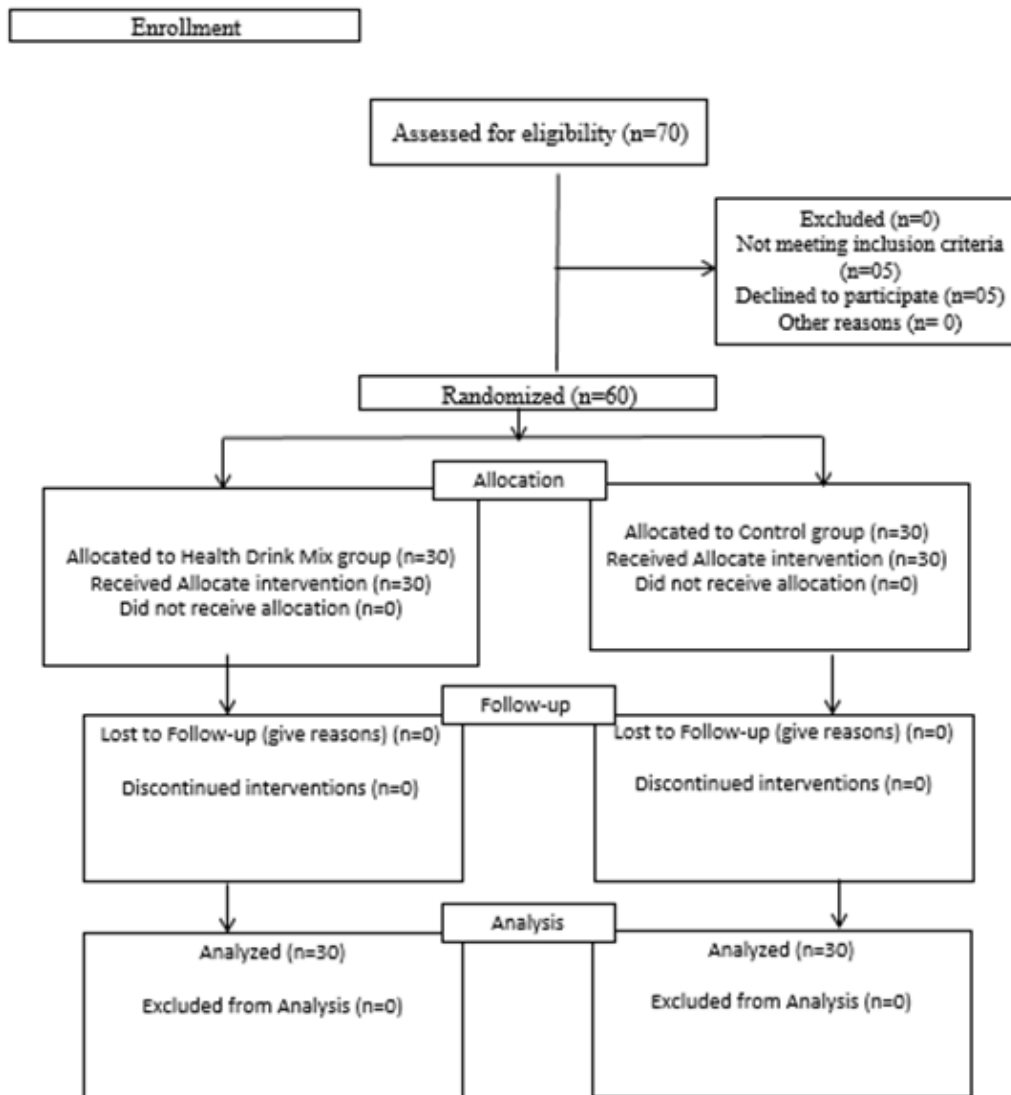 Enrollment
Assessed for eligibility (n=70)
Excluded (n=0)
Not meeting inclusion criteria
(n=05)
Declined to participate (n=05)
Other reasons (n= 0)
Randomized (n=60)
Allocation
Allocated to Health Drink Mix group (n=30)
Received Allocate intervention (n=30)
Did not receive allocation (n=0)
Allocated to Control group (n=30)
Received Allocate intervention (n=30)
Did not receive allocation (n=0)
Follow-up
Lost to Follow-up (give reasons) (n=0)
Discontinued interventions (n=0)
Lost to Follow-up (give reasons) (n=0)
Discontinued interventions (n=0)
Analysis
Analyzed (n=30)
Excluded from Analysis (n=0)
Analyzed (n=30)
Excluded from Analysis (n=0)